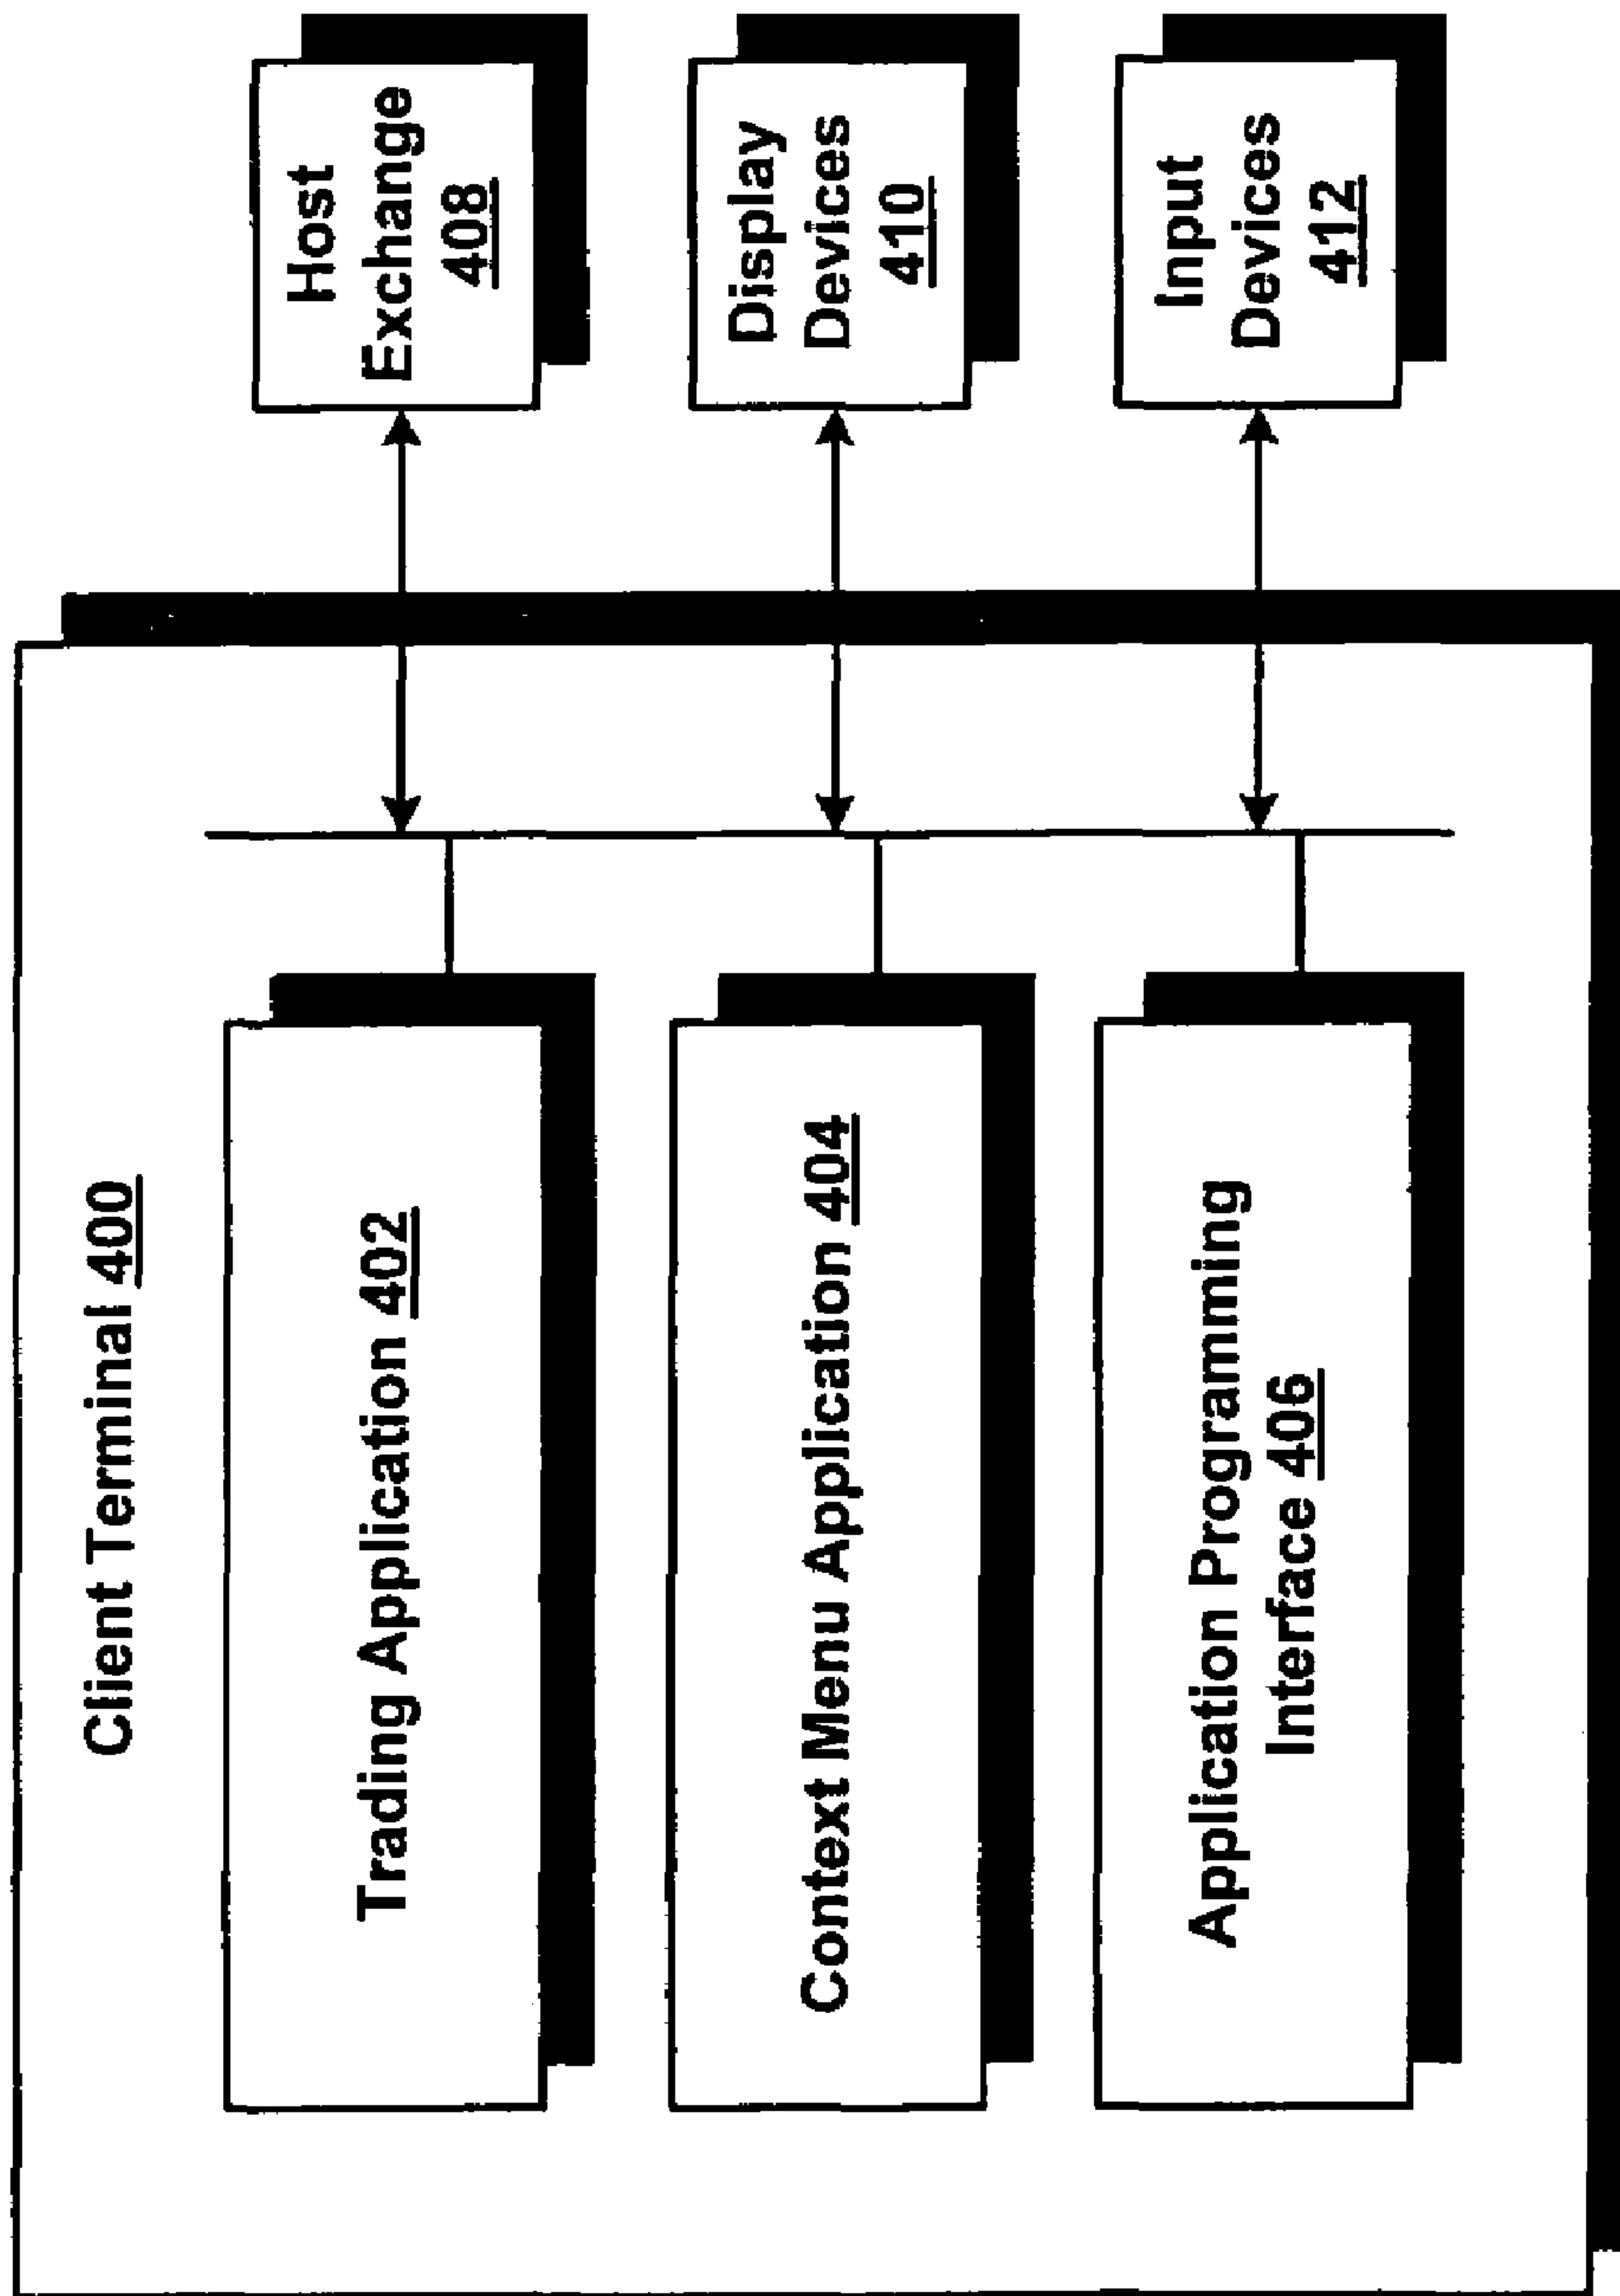 Client Terminal 400
Trading Application 402
Context Menu Application 404
Application Programming
Interface 406
Host
Exchange
408
Display
Devices
410
Input
Devices
412